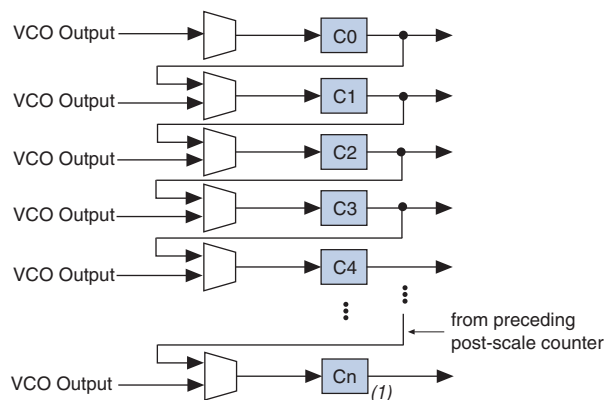 VCO Output
C0
VCO Output
C1
VCO Output
C2
VCO Output
C3
VCO Output
C4
from preceding
post-scale counter
VCO Output
Cn
(1)